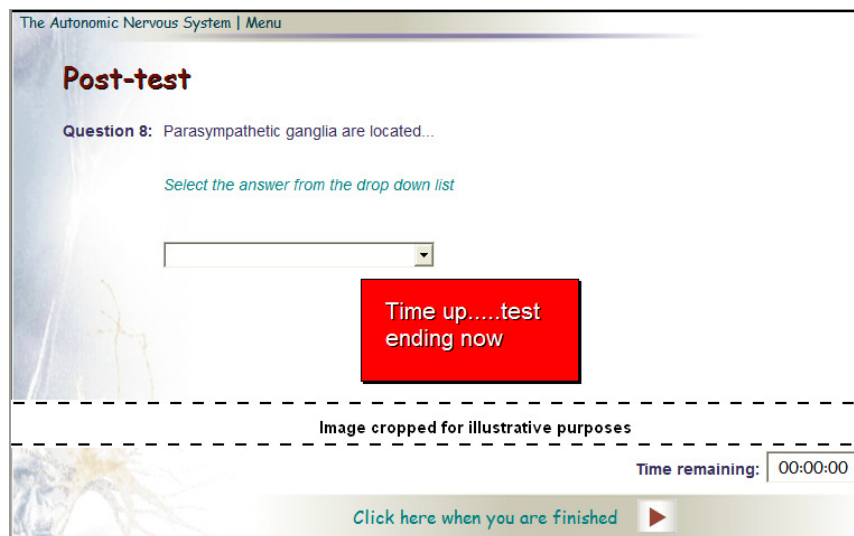 The Autonomic Nervous System | Menu
Post-test
Question 8: Parasympathetic ganglia are located...
Select the answer from the drop down list
Time up.....test
ending now
Image cropped for illustrative purposes
Time remaining: 00:00:00
Click here when you are finished